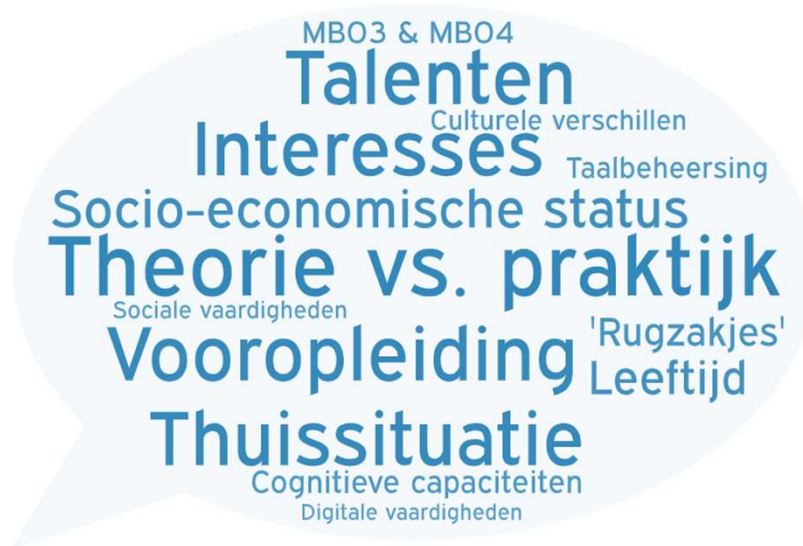 MBO3 & MBO4
Talenten
Culturele verschillen
Interesses
Taalbeheersing
Socio-economische status
Theorie vs. praktijk
Sociale vaardigheden
Vooropleiding
'Rugzakjes'
Leeftijd
Thuissituatie
Cognitieve capaciteiten
Digitale vaardigheden